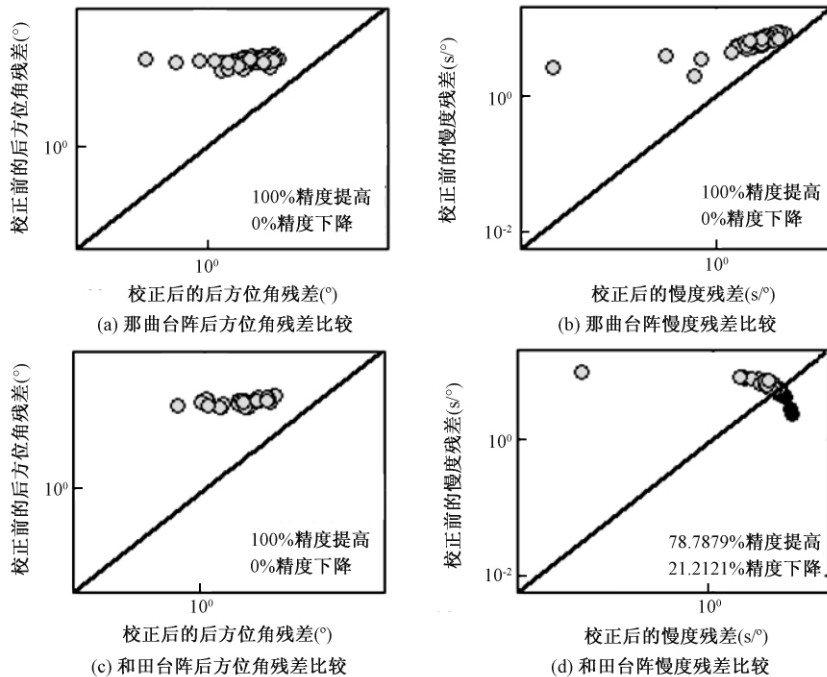 校正前的后方位角残差(°)
10⁰
100%精度提高
0%精度下降
10⁰
校正后的后方位角残差(°)
(a) 那曲台阵后方位角残差比较
校正前的慢度残差(s/°)
10⁰
10⁻²
100%精度提高
0%精度下降
10⁰
校正后的慢度残差(s/°)
(b) 那曲台阵慢度残差比较
校正前的后方位角残差(°)
10⁰
100%精度提高
0%精度下降
10⁰
校正后的后方位角残差(°)
(c) 和田台阵后方位角残差比较
校正前的慢度残差(s/°)
10⁰
10⁻²
78.7879%精度提高
21.2121%精度下降
10⁰
校正后的慢度残差(s/°)
(d) 和田台阵慢度残差比较